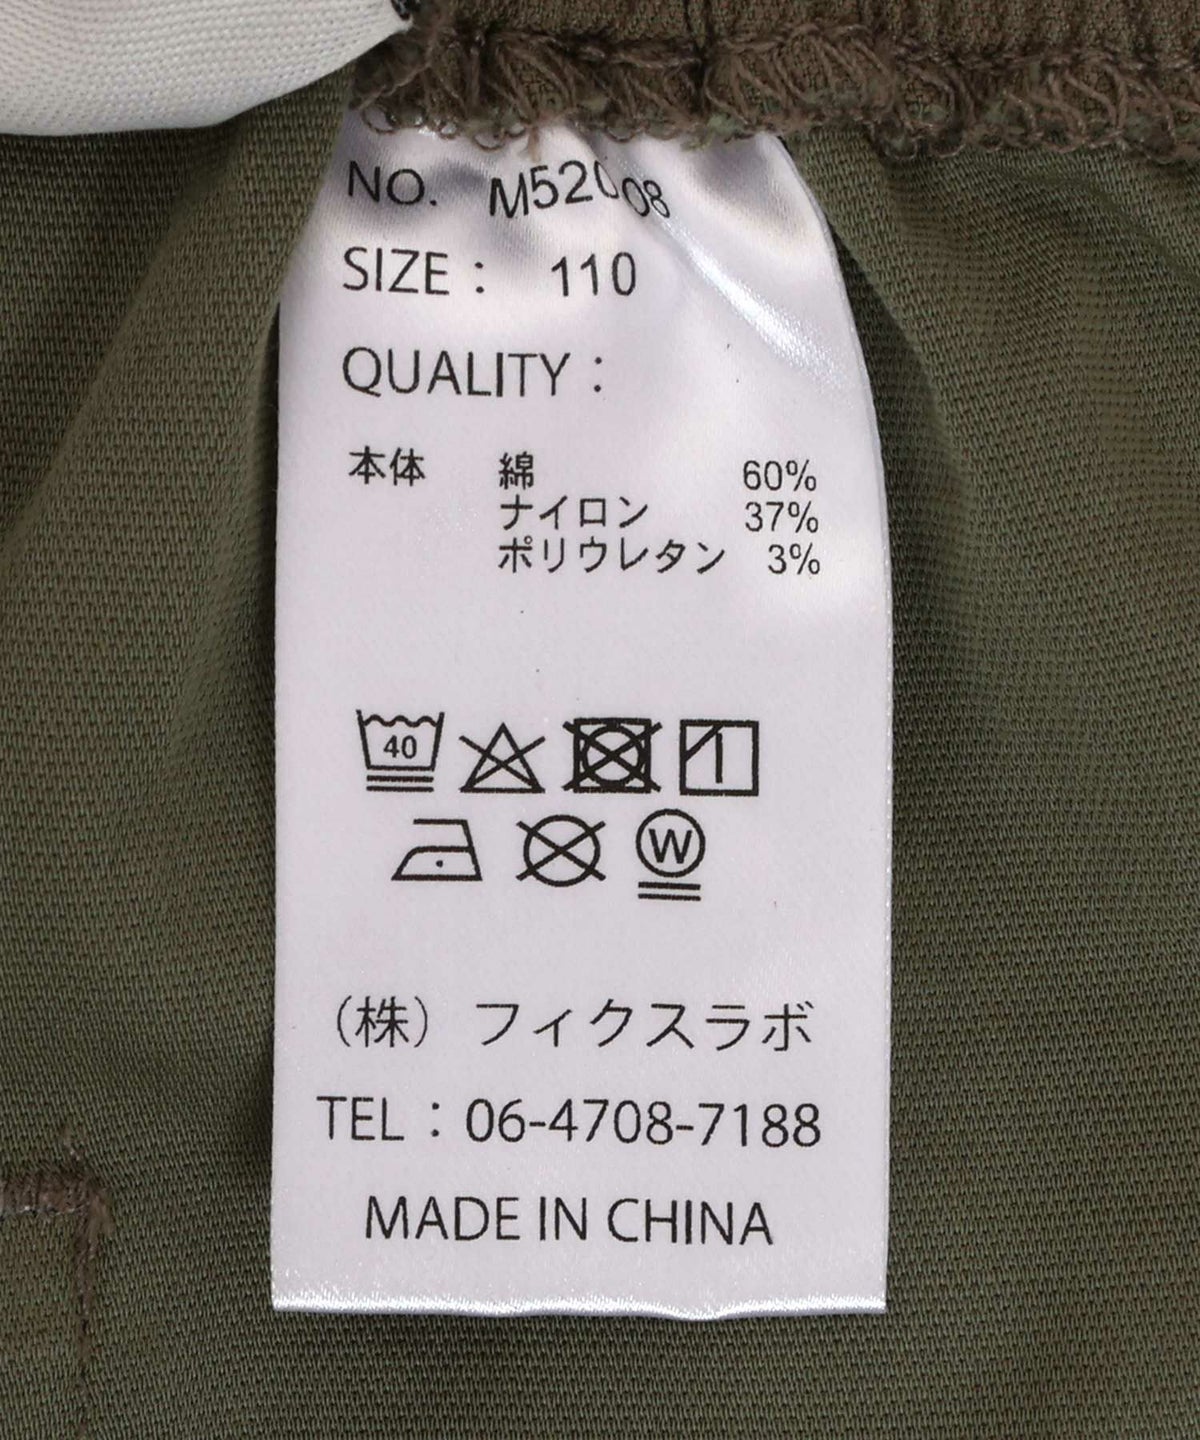 NO. M52008
SIZE : 110
QUALITY :
本体 綿 60%
ナイロン 37%
ポリウレタン 3%
40
W
（株）フィクスラボ
TEL : 06-4708-7188
MADE IN CHINA